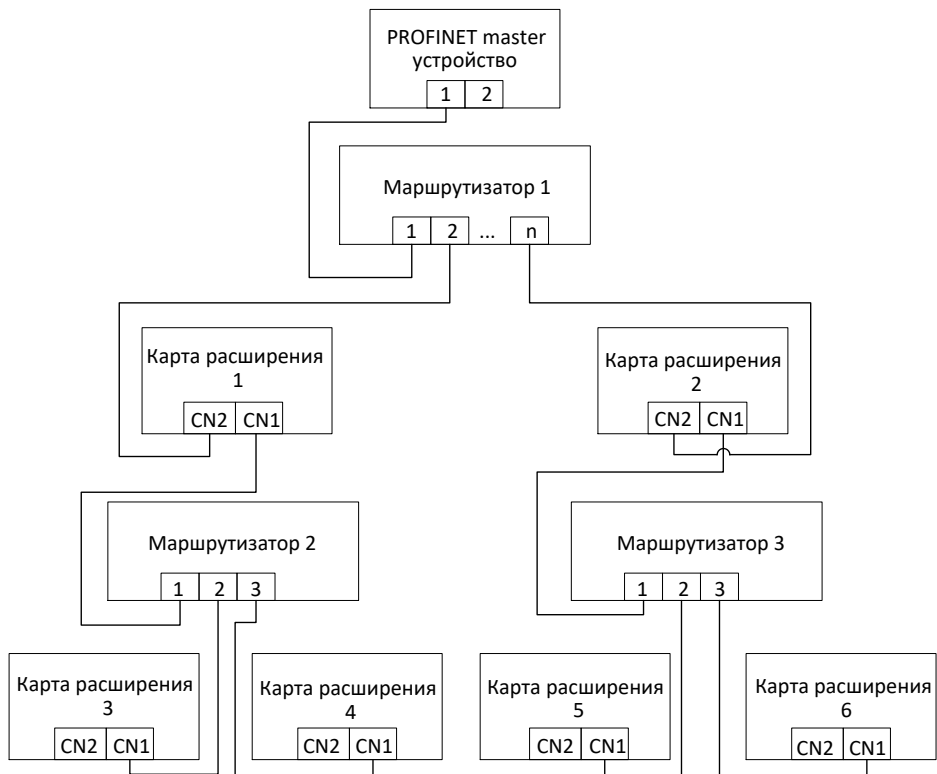 PROFINET master
устройство
1 2
Маршрутизатор 1
1 2 ... n
Карта расширения
1
CN2 CN1
Карта расширения
2
CN2 CN1
Маршрутизатор 2
1 2 3
Маршрутизатор 3
1 2 3
Карта расширения
3
CN2 CN1
Карта расширения
4
CN2 CN1
Карта расширения
5
CN2 CN1
Карта расширения
6
CN2 CN1